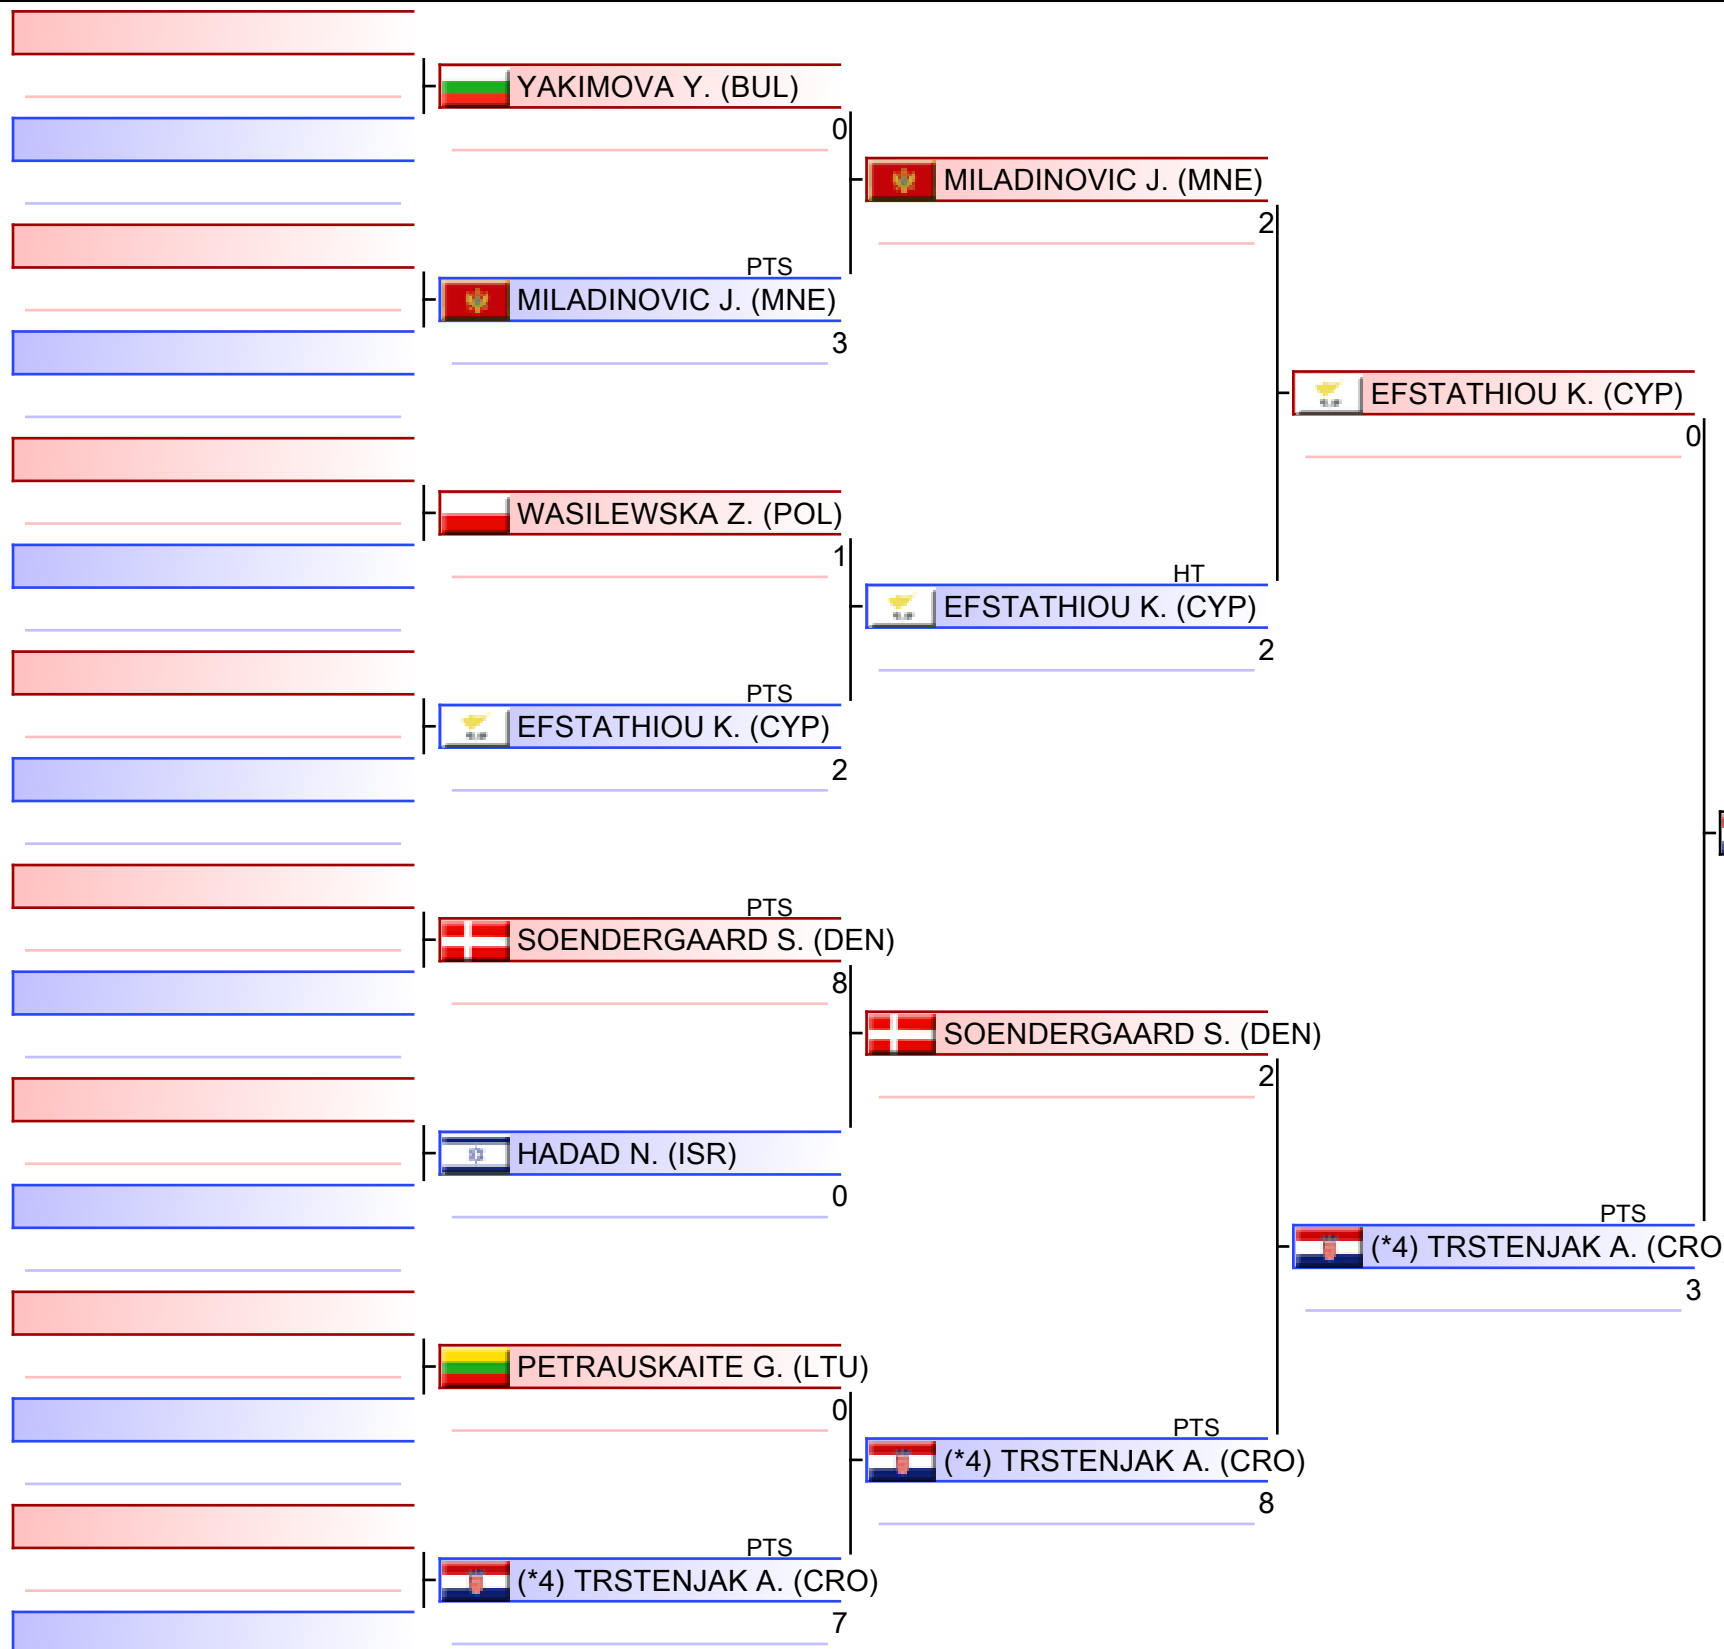 YAKIMOVA Y. (BUL)
0
MILADINOVIC J. (MNE)
2
PTS
MILADINOVIC J. (MNE)
3
EFSTATHIOU K. (CYP)
0
WASILEWSKA Z. (POL)
1
HT
EFSTATHIOU K. (CYP)
2
PTS
EFSTATHIOU K. (CYP)
2
PTS
SOENDERGAARD S. (DEN)
8
SOENDERGAARD S. (DEN)
2
HADAD N. (ISR)
0
PTS
(*4) TRSTENJAK A. (CRO
3
PETRAUSKAITE G. (LTU)
0
PTS
(*4) TRSTENJAK A. (CRO)
8
PTS
(*4) TRSTENJAK A. (CRO)
7